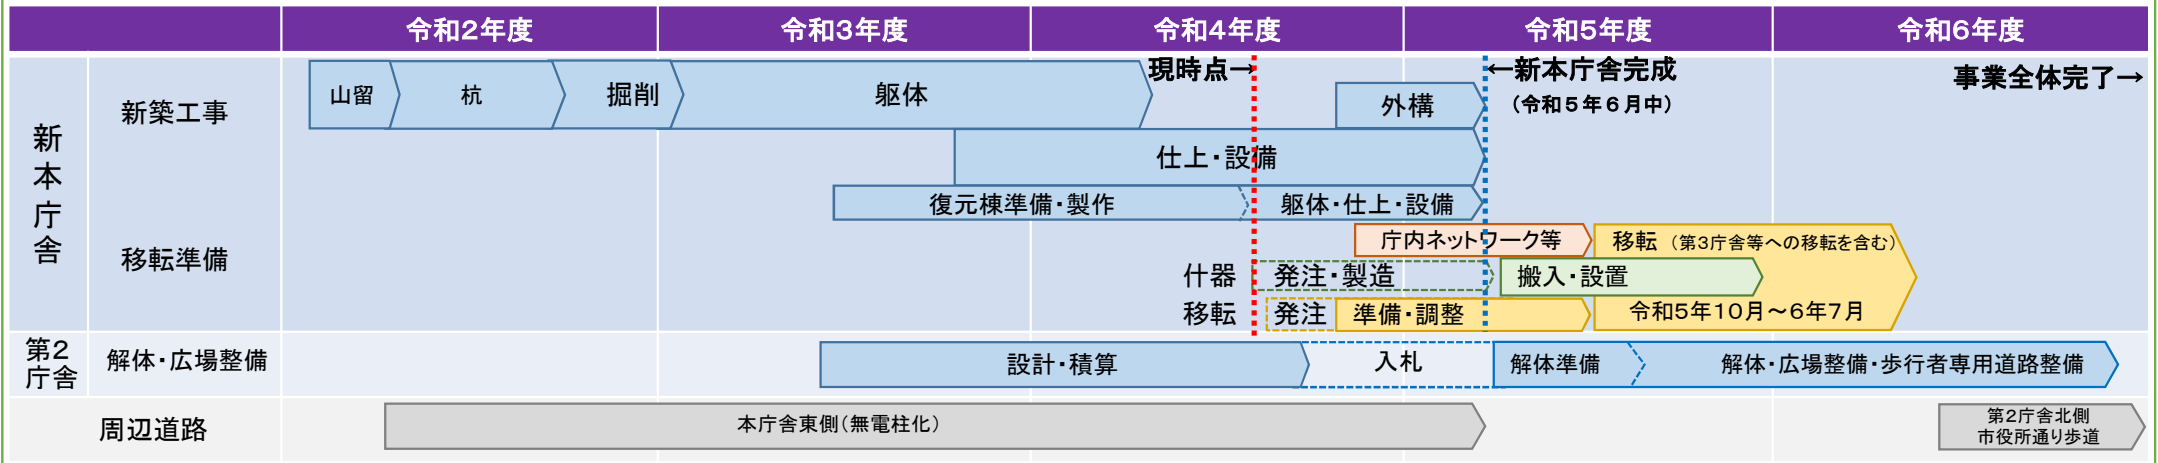 令和2年度
令和3年度
令和4年度
令和5年度
令和6年度
新本庁舎
新築工事
山留
杭
掘削
躯体
現時点→
外構
←新本庁舎完成
（令和５年６月中）
事業全体完了→
仕上・設備
復元棟準備・製作
躯体・仕上・設備
移転準備
庁内ネットワーク等
移転（第3庁舎等への移転を含む）
什器
発注・製造
搬入・設置
移転
発注
準備・調整
令和5年10月～6年7月
第2
庁舎
解体・広場整備
設計・積算
入札
解体準備
解体・広場整備・歩行者専用道路整備
周辺道路
本庁舎東側（無電柱化）
第2庁舎北側
市役所通り歩道